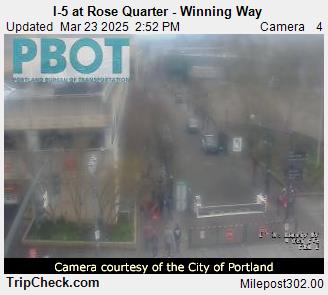 I-5 at Rose Quarter - Winning Way
Updated Mar 23 2025 2:52 PM Camera 4
PBOT
PORTLAND BUREAU OF TRANSPORTATION
Camera courtesy of the City of Portland
TripCheck.com Milepost302.00